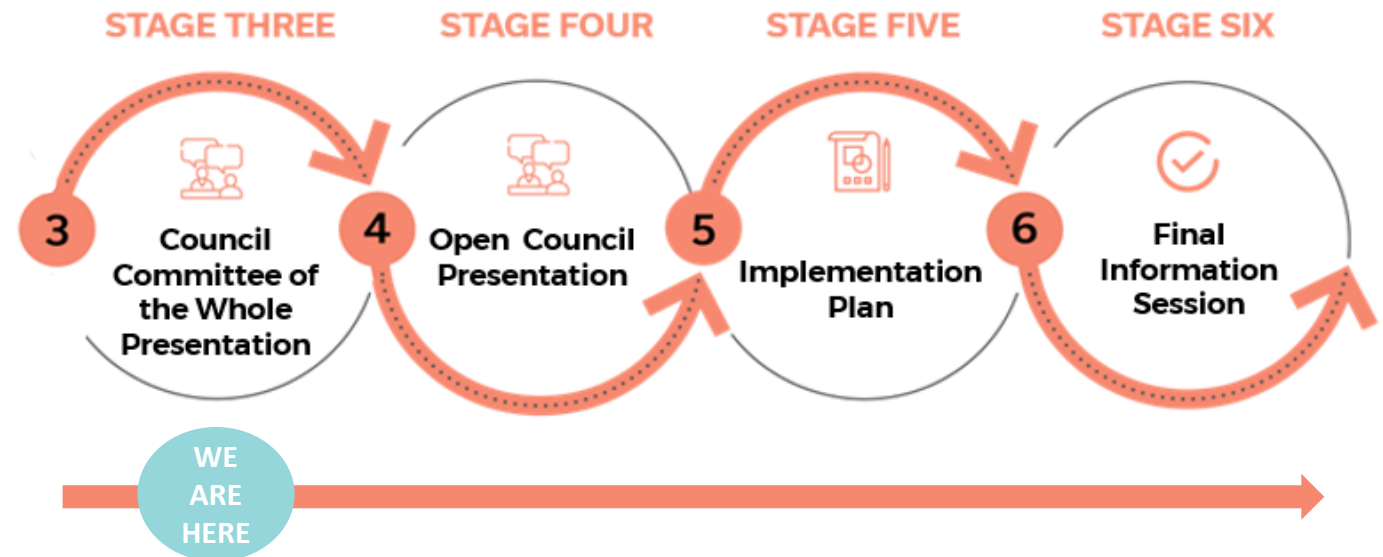 STAGE THREE
STAGE FOUR
STAGE FIVE
STAGE SIX
3
Council
Committee of
the Whole
Presentation
4
Open Council
Presentation
5
Implementation
Plan
6
Final
Information
Session
WE
ARE
HERE